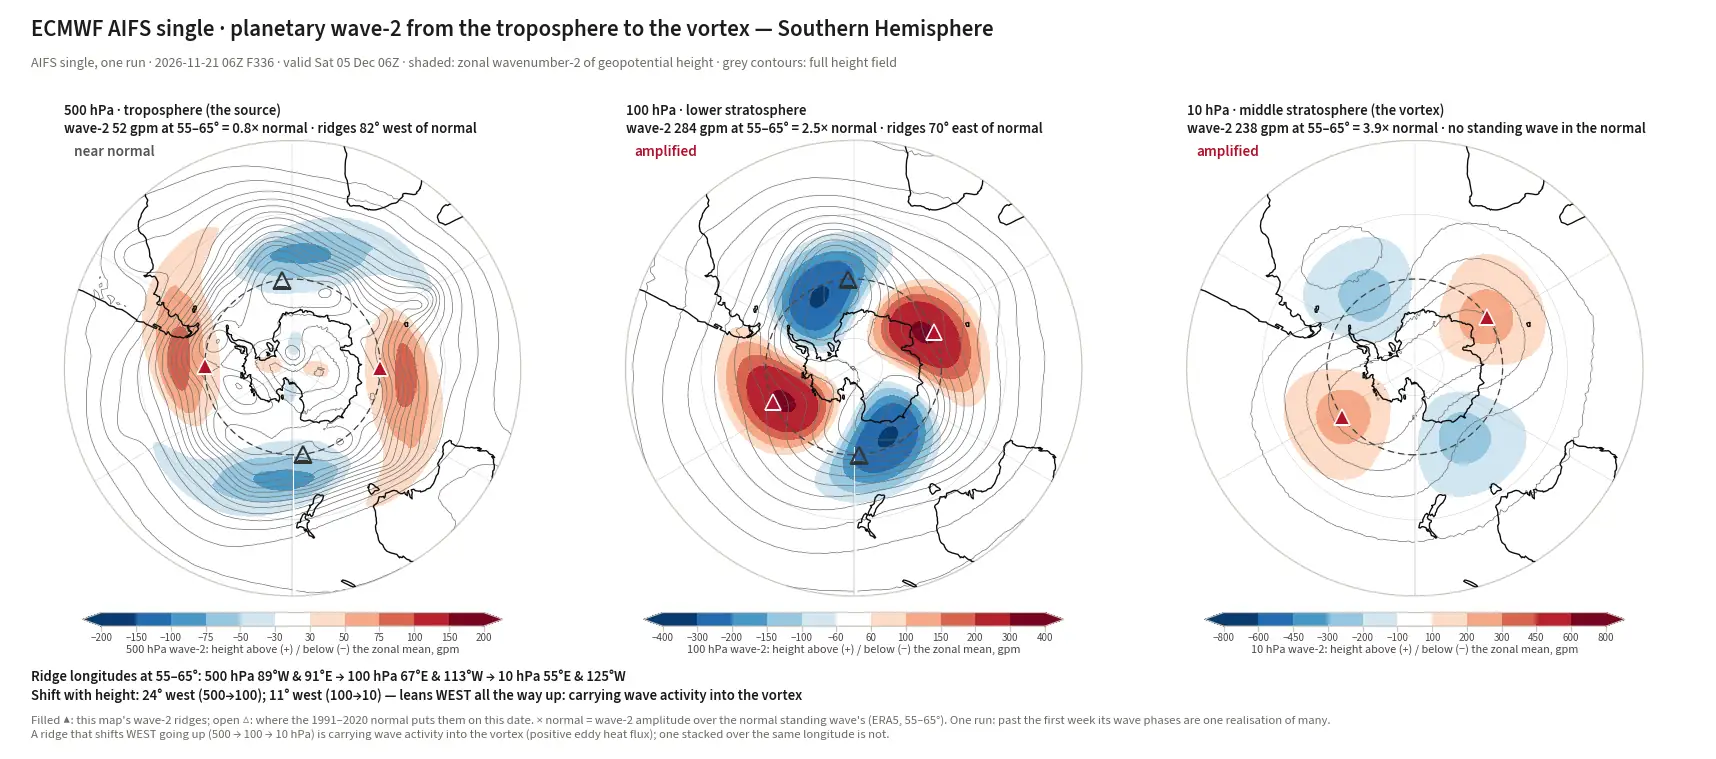 ECMWF AIFS single · planetary wave-2 from the troposphere to the vortex — Southern Hemisphere
AIFS single, one run · 2026-11-21 06Z F336 · valid Sat 05 Dec 06Z · shaded: zonal wavenumber-2 of geopotential height · grey contours: full height field
500 hPa · troposphere (the source)
wave-2 52 gpm at 55–65° = 0.8× normal · ridges 82° west of normal
near normal
100 hPa · lower stratosphere
wave-2 284 gpm at 55–65° = 2.5× normal · ridges 70° east of normal
amplified
10 hPa · middle stratosphere (the vortex)
wave-2 238 gpm at 55–65° = 3.9× normal · no standing wave in the normal
amplified
−200 −150 −100 −75 −50 −30 30 50 75 100 150 200
500 hPa wave-2: height above (+) / below (−) the zonal mean, gpm
−400 −300 −200 −150 −100 −60 60 100 150 200 300 400
100 hPa wave-2: height above (+) / below (−) the zonal mean, gpm
−800 −600 −450 −300 −200 −100 100 200 300 450 600 800
10 hPa wave-2: height above (+) / below (−) the zonal mean, gpm
Ridge longitudes at 55–65°: 500 hPa 89°W & 91°E → 100 hPa 67°E & 113°W → 10 hPa 55°E & 125°W
Shift with height: 24° west (500→100); 11° west (100→10) — leans WEST all the way up: carrying wave activity into the vortex
Filled ▲: this map's wave-2 ridges; open △: where the 1991–2020 normal puts them on this date. × normal = wave-2 amplitude over the normal standing wave's (ERA5, 55–65°). One run: past the first week its wave phases are one realisation of many.
A ridge that shifts WEST going up (500 → 100 → 10 hPa) is carrying wave activity into the vortex (positive eddy heat flux); one stacked over the same longitude is not.